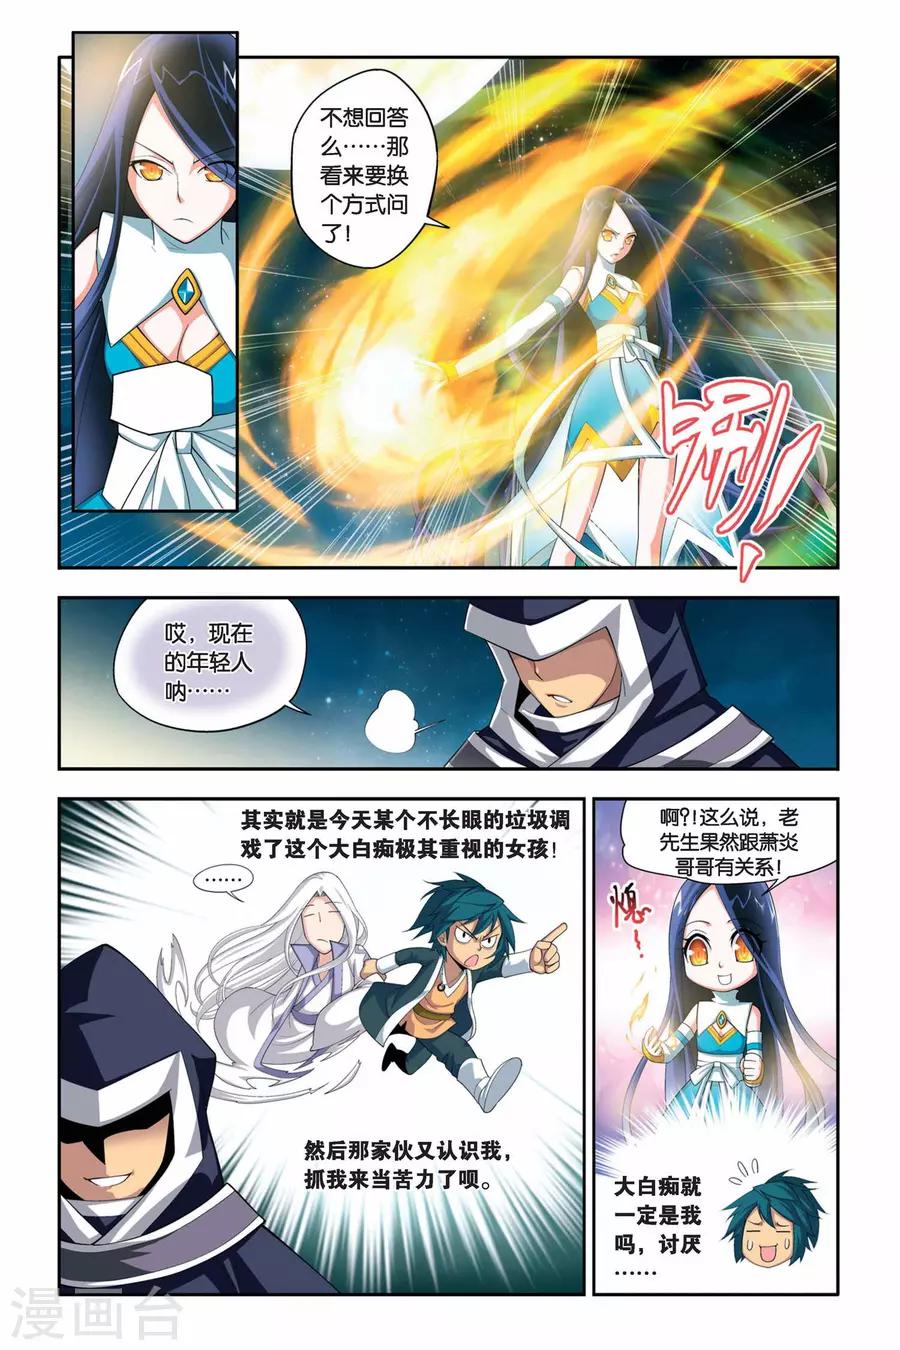 不想回答
么……那
看来要换
个方式问
了！
唰！
哎，现在
的年轻人
呐……
其实就是今天某个不长眼的垃圾调
戏了这个大白痴极其重视的女孩！
……
然后那家伙又认识我，
抓我来当苦力了呗。
啊?!这么说，老
先生果然跟萧炎
哥哥有关系！
熄~
大白痴就
一定是我
吗，讨厌
……
漫画台